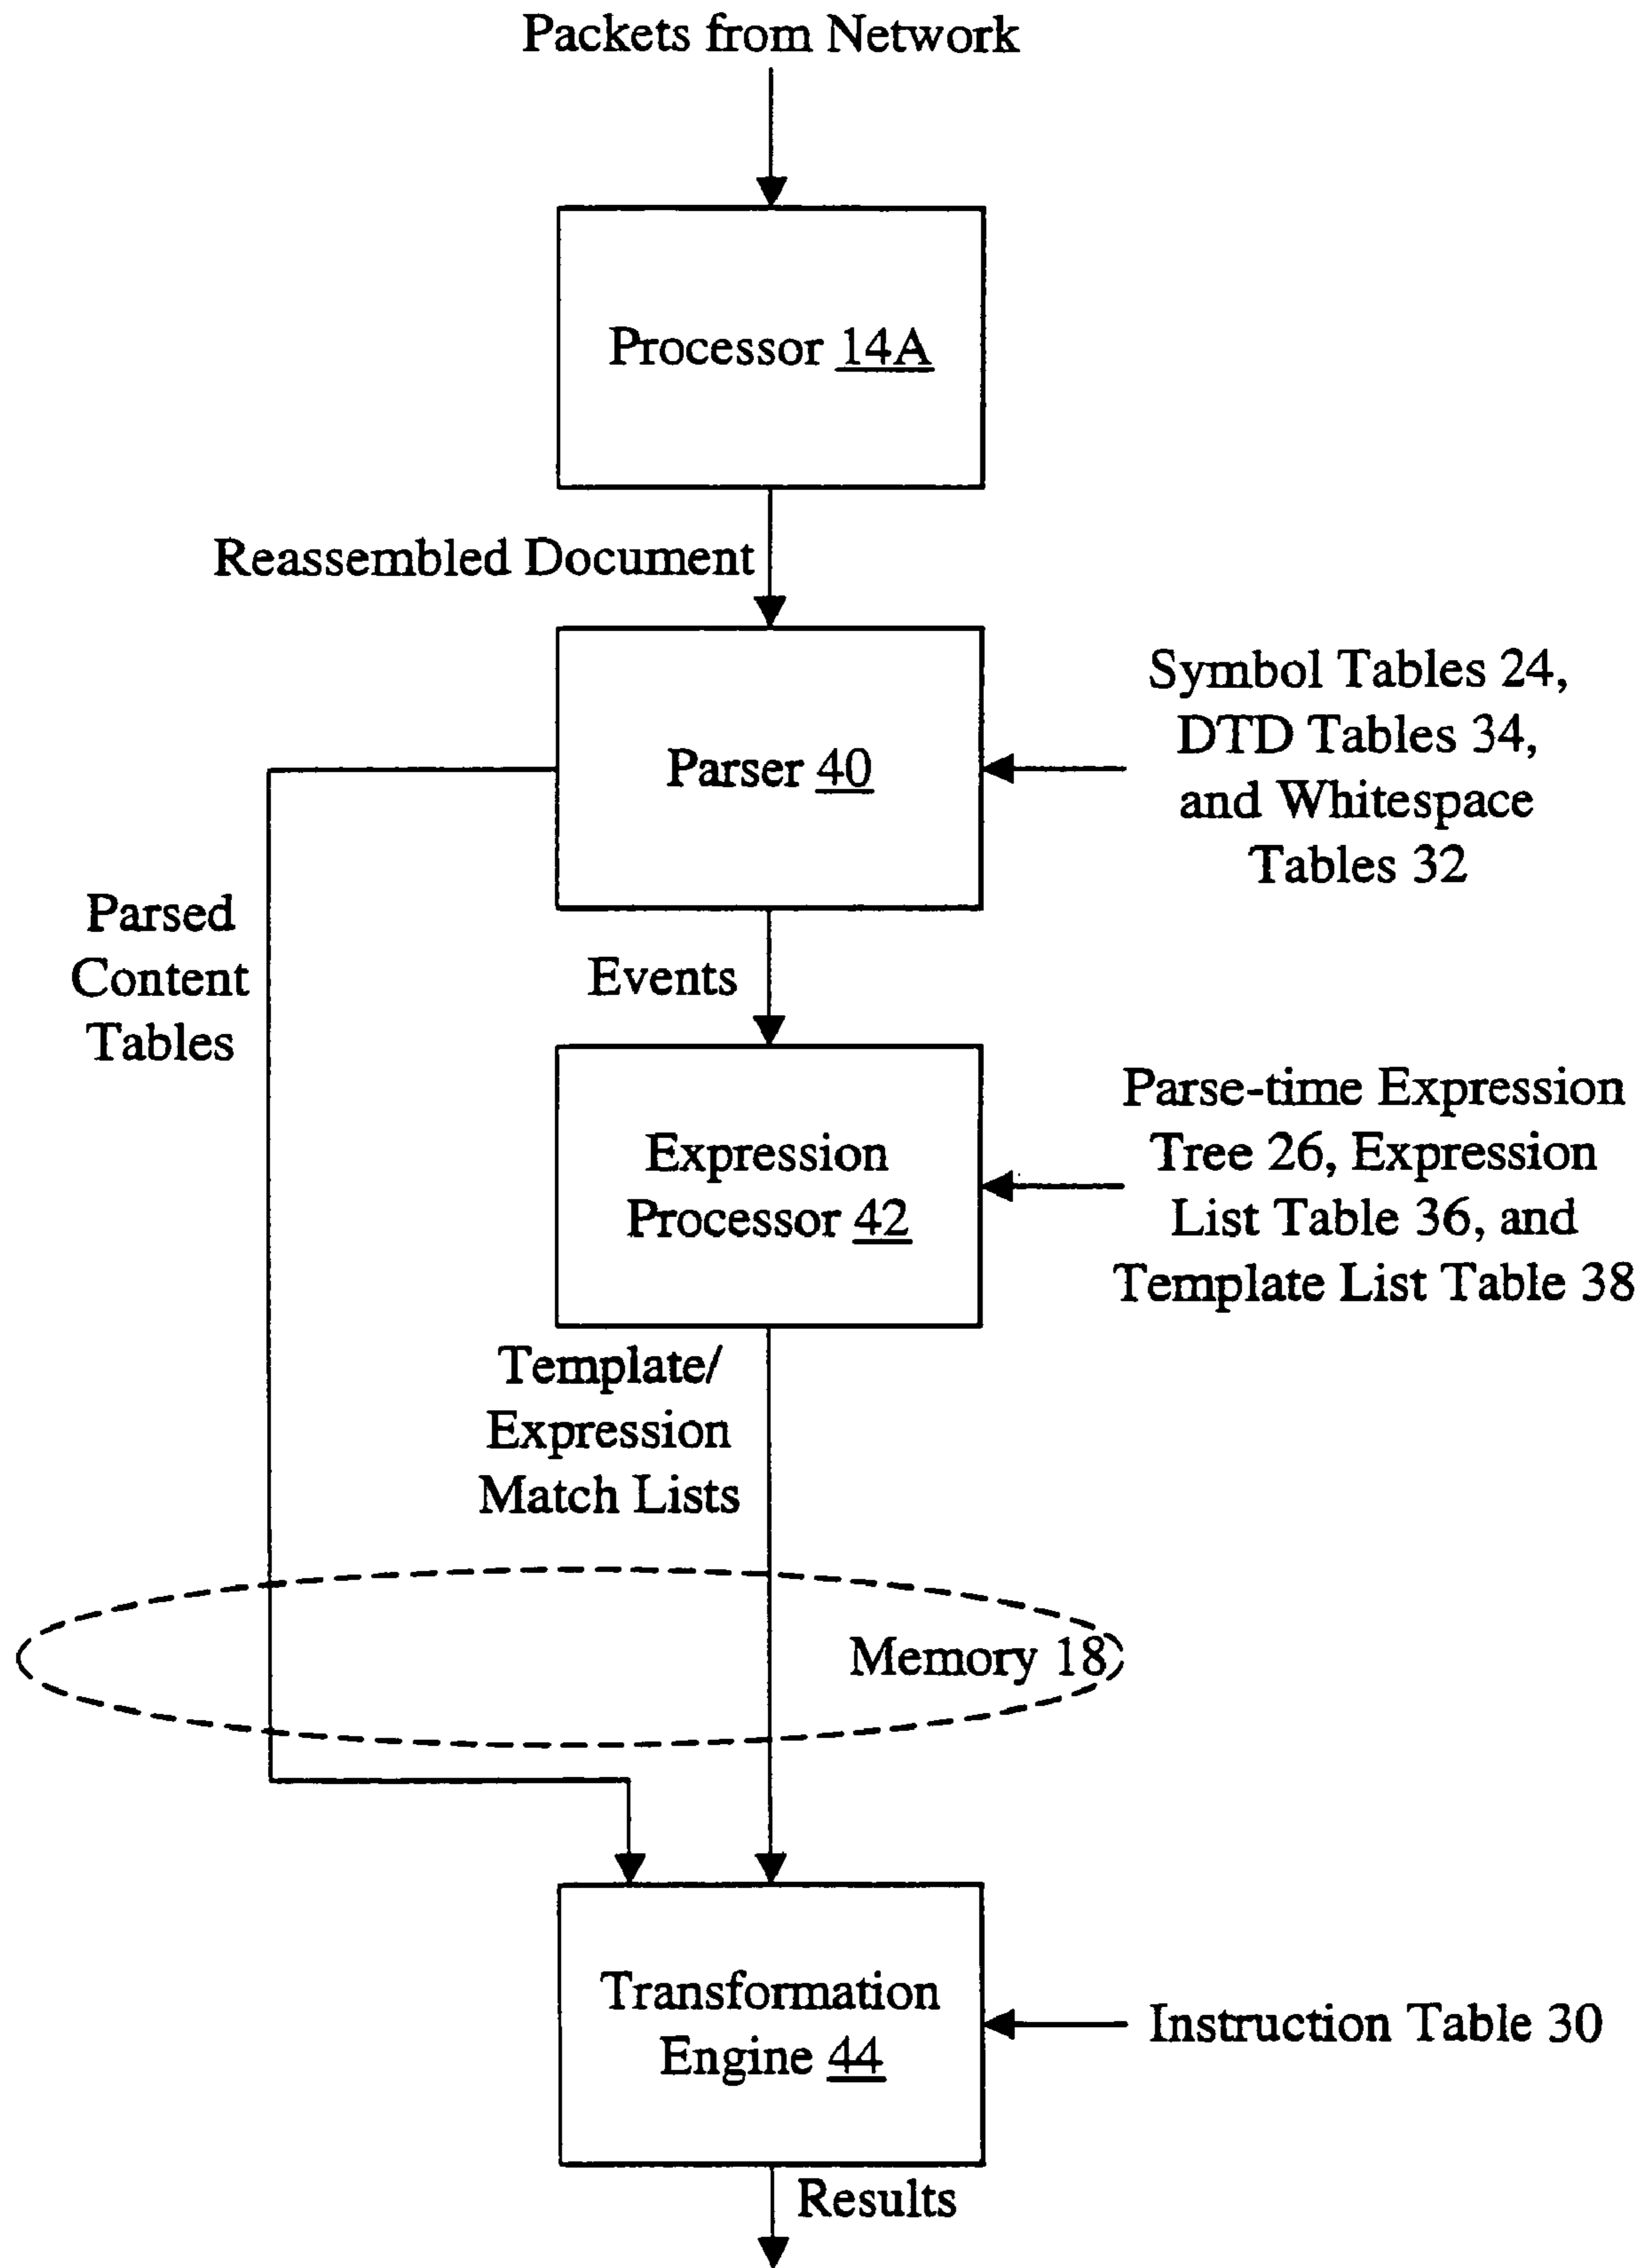 Packets from Network
Processor 14A
Reassembled Document
Parser 40
Symbol Tables 24,
DTD Tables 34,
and Whitespace
Tables 32
Parsed
Content
Tables
Events
Expression
Processor 42
Parse-time Expression
Tree 26, Expression
List Table 36, and
Template List Table 38
Template/
Expression
Match Lists
Memory 18
Transformation
Engine 44
Instruction Table 30
Results